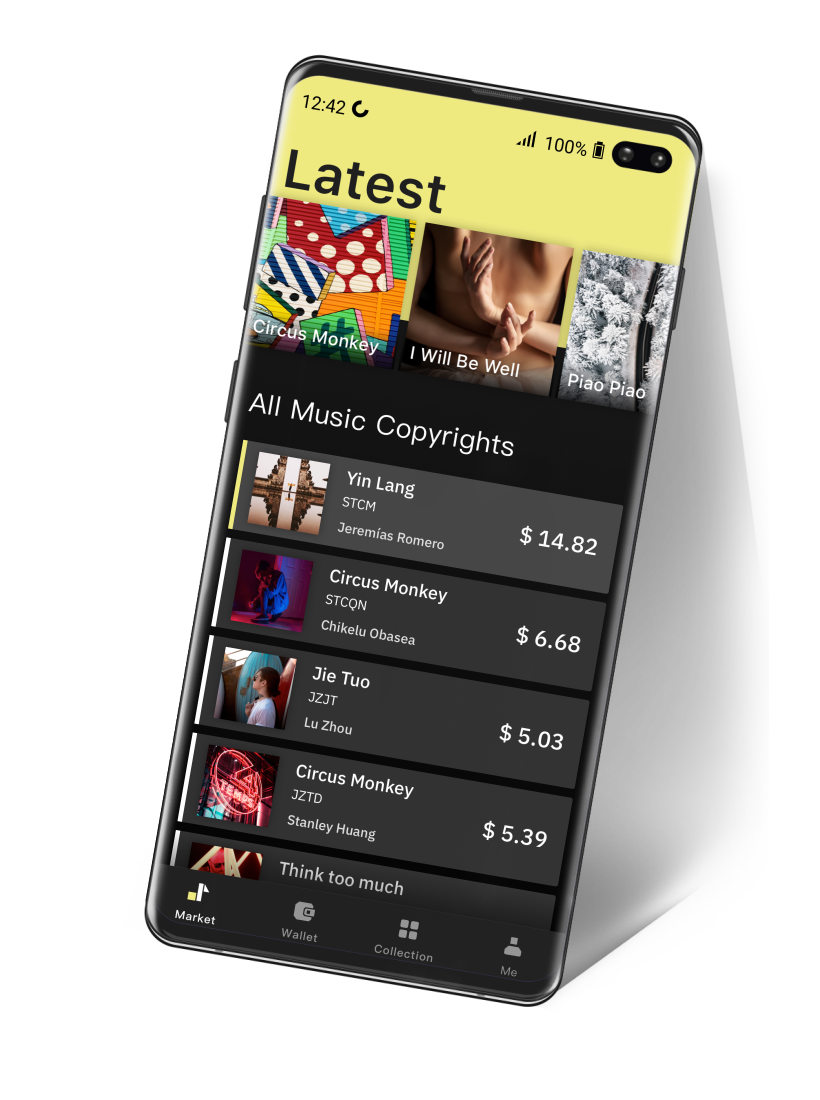 12:42
100%
Latest
Circus Monkey
I Will Be Well
Piao Piao
All Music Copyrights
Yin Lang
STCM
Jeremías Romero
$ 14.82
Circus Monkey
STCQN
Chikelu Obasea
$ 6.68
Jie Tuo
JZJT
Lu Zhou
$ 5.03
TEMPS
Circus Monkey
JZTD
Stanley Huang
$ 5.39
Think too much
Market
Wallet
Collection
Me